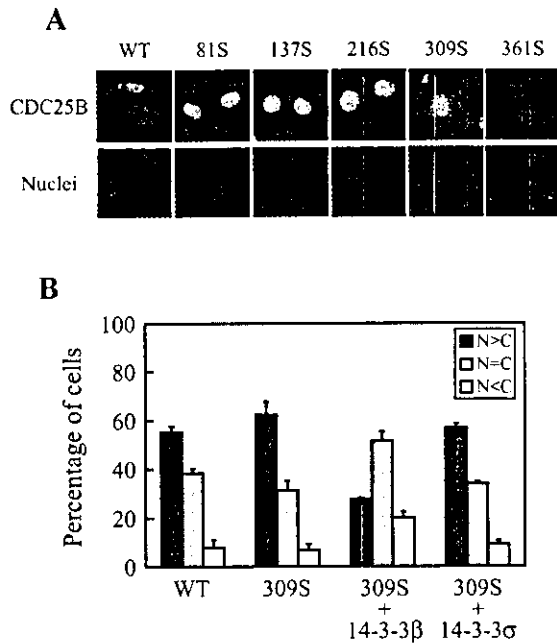 A
WT 81S 137S 216S 309S 361S
CDC25B
Nuclei
B
100
80
60
40
20
0
Percentage of cells
N>C
N=C
N<C
WT 309S 309S 309S
+ +
14-3-3β 14-3-3σ